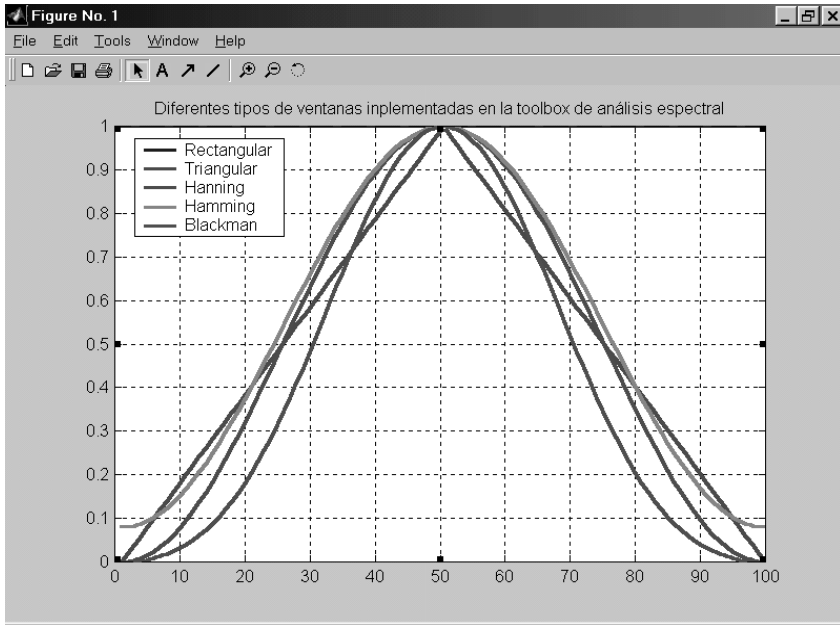 Figure No. 1
File Edit Tools Window Help
A
Diferentes tipos de ventanas inplementadas en la toolbox de análisis espectral
1
0.9
0.8
0.7
0.6
0.5
0.4
0.3
0.2
0.1
0
Rectangular
Triangular
Hanning
Hamming
Blackman
0 10 20 30 40 50 60 70 80 90 100